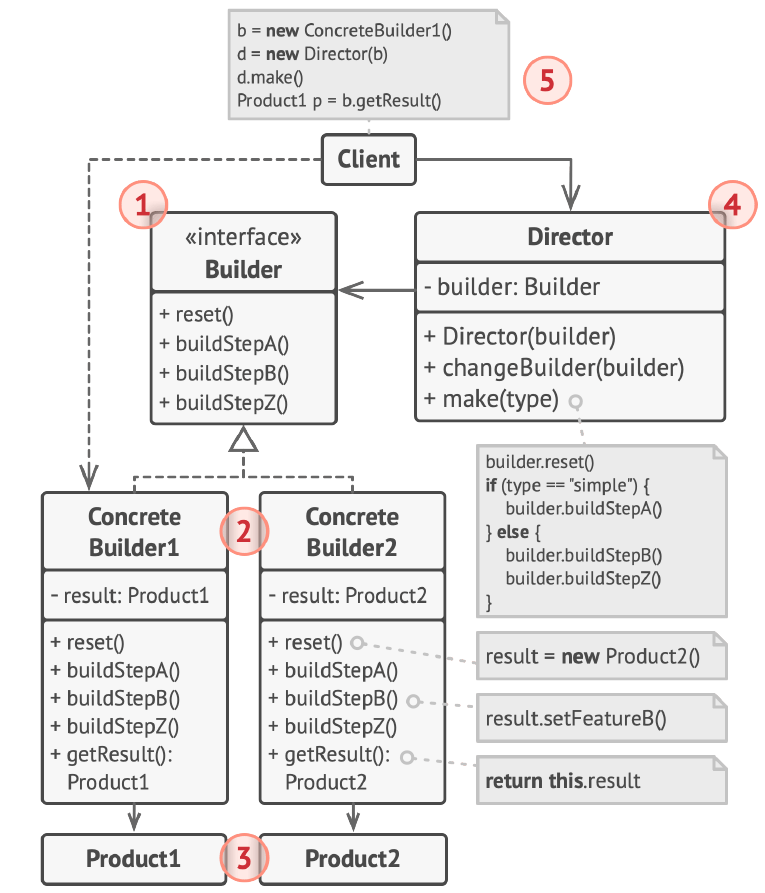 b = new ConcreteBuilder1()
d = new Director(b)
d.make()
Product1 p = b.getResult()
5
Client
1
«interface»
Builder
+ reset()
+ buildStepA()
+ buildStepB()
+ buildStepZ()
4
Director
- builder: Builder
+ Director(builder)
+ changeBuilder(builder)
+ make(type)
builder.reset()
if (type == "simple") {
builder.buildStepA()
} else {
builder.buildStepB()
builder.buildStepZ()
}
2
Concrete
Builder1
- result: Product1
+ reset()
+ buildStepA()
+ buildStepB()
+ buildStepZ()
+ getResult():
Product1
Concrete
Builder2
- result: Product2
+ reset()
+ buildStepA()
+ buildStepB()
+ buildStepZ()
+ getResult():
Product2
result = new Product2()
result.setFeatureB()
return this.result
Product1
3
Product2